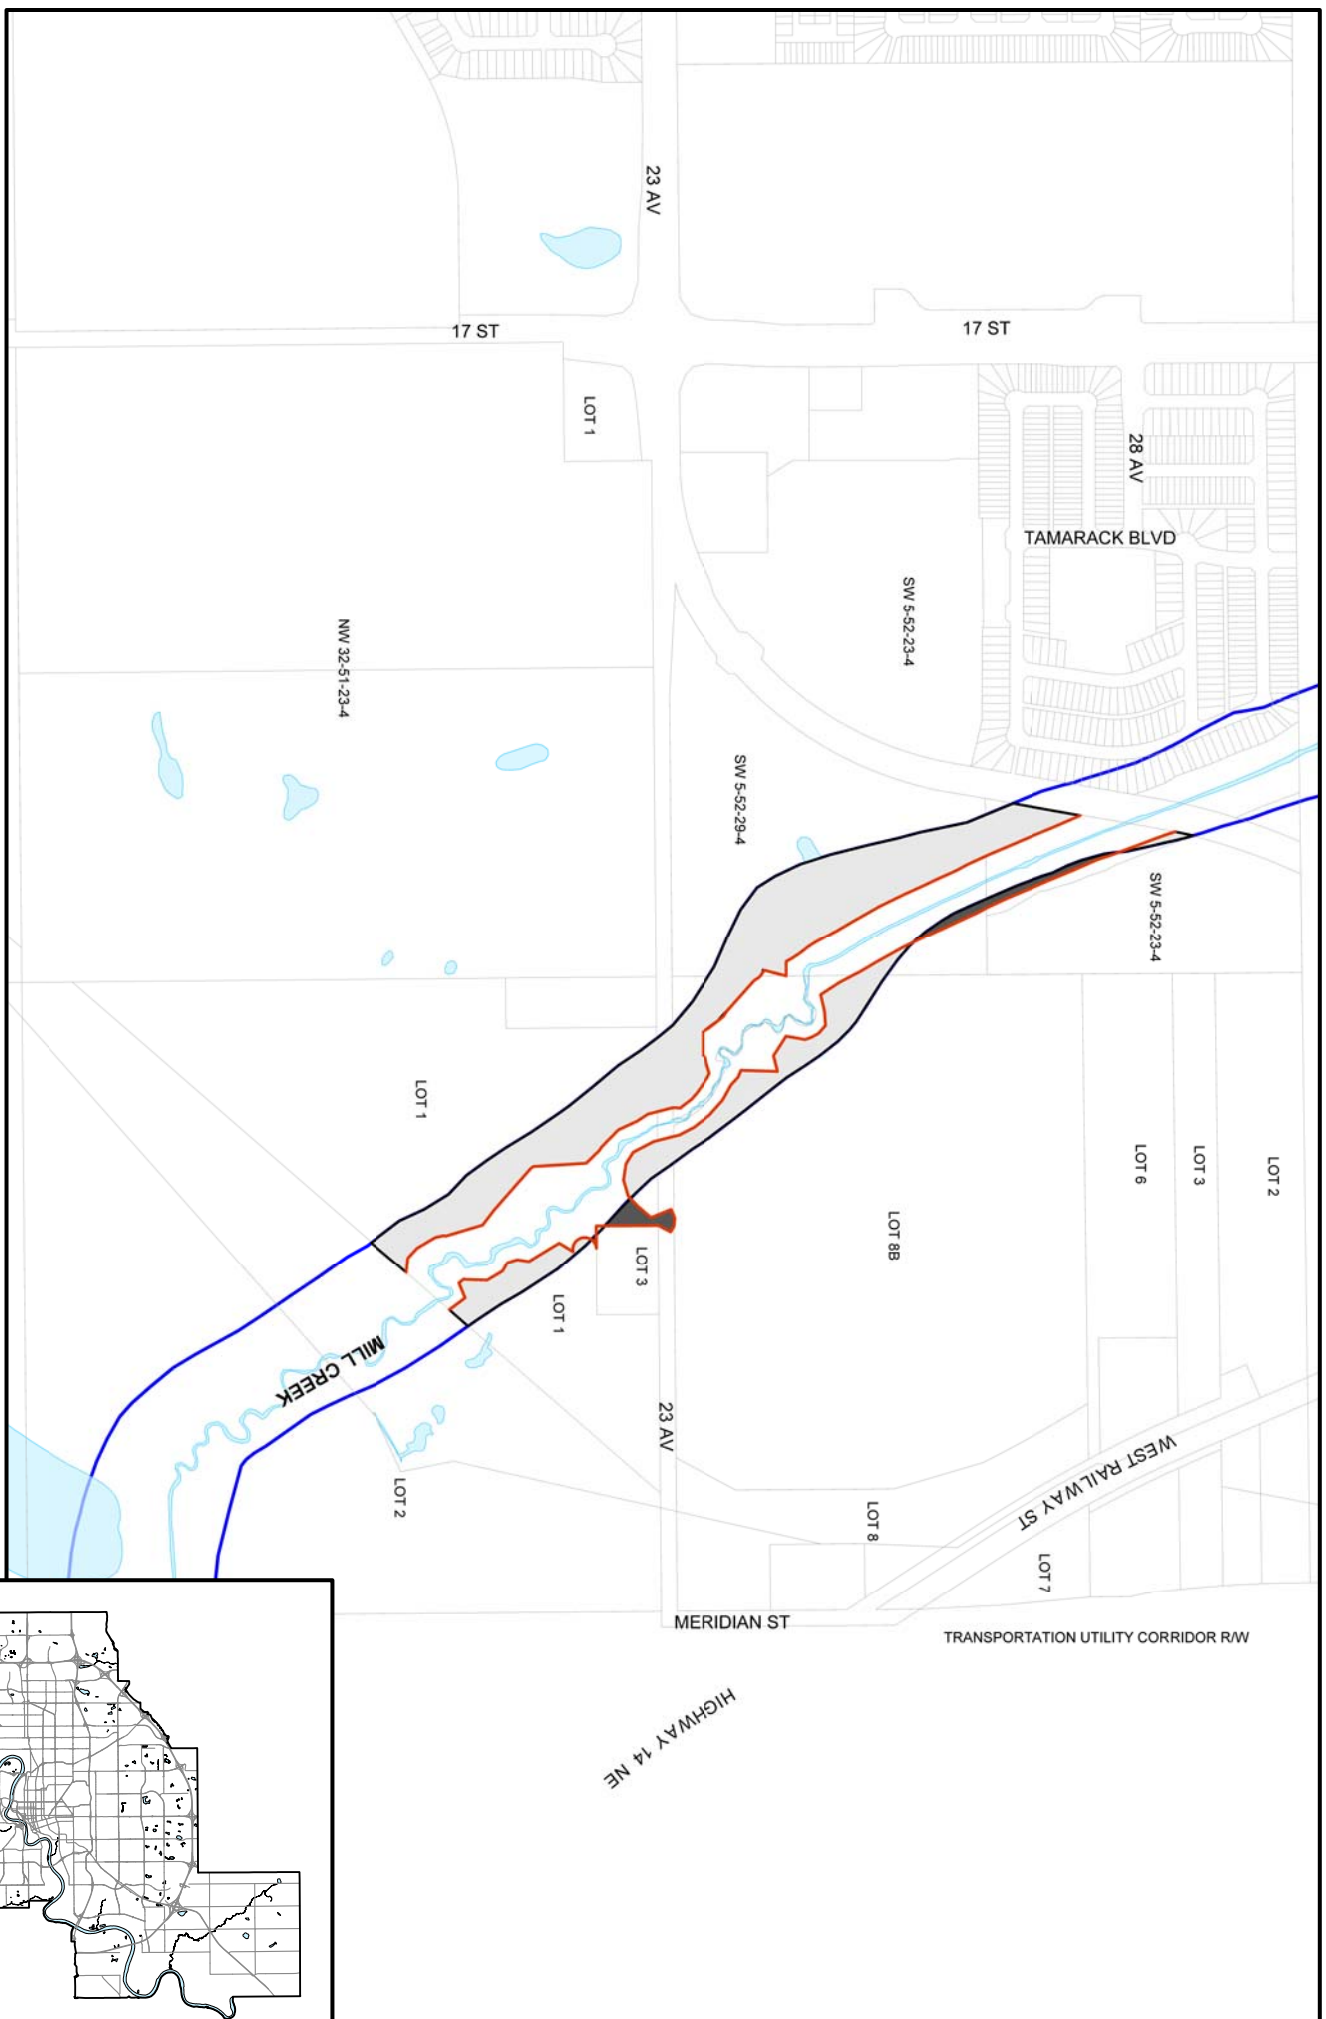 23 AV
17 ST
17 ST
LOT 1
28 AV
TAMARACK BLVD
SW 5-52-23-4
NW 32-51-23-4
SW 5-52-29-4
SW 5-52-23-4
LOT 1
LOT 6
LOT 3
LOT 2
LOT 8B
LOT 3
LOT 1
MILL CREEK
23 AV
WEST RAILWAY ST
LOT 2
LOT 8
LOT 7
MERIDIAN ST
TRANSPORTATION UTILITY CORRIDOR R/W
HIGHWAY 14 NE